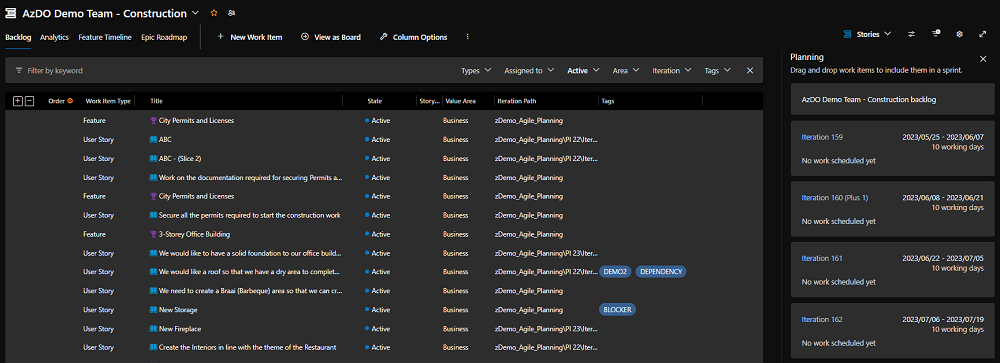 AzDO Demo Team - Construction
Backlog Analytics Feature Timeline Epic Roadmap + New Work Item View as Board Column Options Stories
Filter by keyword Types Assigned to Active Area Iteration Tags
Order Work Item Type Title State Story... Value Area Iteration Path Tags
Feature City Permits and Licenses Active Business zDemo_Agile_Planning
User Story ABC Active Business zDemo_Agile_Planning\PI 22\Iter...
User Story ABC - (Slice 2) Active Business zDemo_Agile_Planning\PI 22\Iter...
User Story Work on the documentation required for securing Permits a... Active Business zDemo_Agile_Planning\PI 22\Iter...
Feature City Permits and Licenses Active Business zDemo_Agile_Planning
User Story Secure all the permits required to start the construction work Active Business zDemo_Agile_Planning
Feature 3-Storey Office Building Active Business zDemo_Agile_Planning
User Story We would like to have a solid foundation to our office build... Active Business zDemo_Agile_Planning\PI 23\Iter...
User Story We would like a roof so that we have a dry area to complet... Active Business zDemo_Agile_Planning\PI 22\Iter... DEMO2 DEPENDENCY
User Story We need to create a Braai (Barbeque) area so that we can cr... Active Business zDemo_Agile_Planning
User Story New Storage Active Business zDemo_Agile_Planning BLOCKER
User Story New Fireplace Active Business zDemo_Agile_Planning\PI 23\Iter...
User Story Create the Interiors in line with the theme of the Restaurant Active Business zDemo_Agile_Planning\PI 22\Iter...
Planning
Drag and drop work items to include them in a sprint.
AzDO Demo Team - Construction backlog
Iteration 159 2023/05/25 - 2023/06/07
10 working days
No work scheduled yet
Iteration 160 (Plus 1) 2023/06/08 - 2023/06/21
10 working days
No work scheduled yet
Iteration 161 2023/06/22 - 2023/07/05
10 working days
No work scheduled yet
Iteration 162 2023/07/06 - 2023/07/19
10 working days
No work scheduled yet